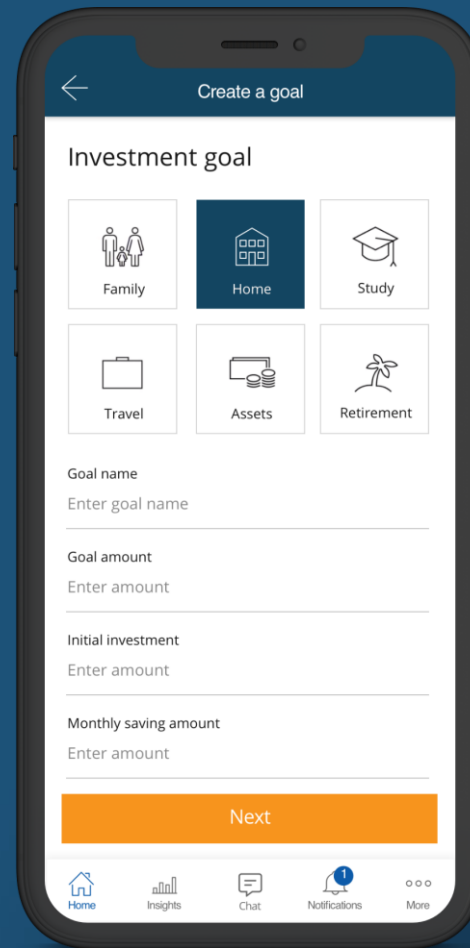 Create a goal
Investment goal
Family Home Study
Travel Assets Retirement
Goal name
Enter goal name
Goal amount
Enter amount
Initial investment
Enter amount
Monthly saving amount
Enter amount
Next
1
Home Insights Chat Notifications More